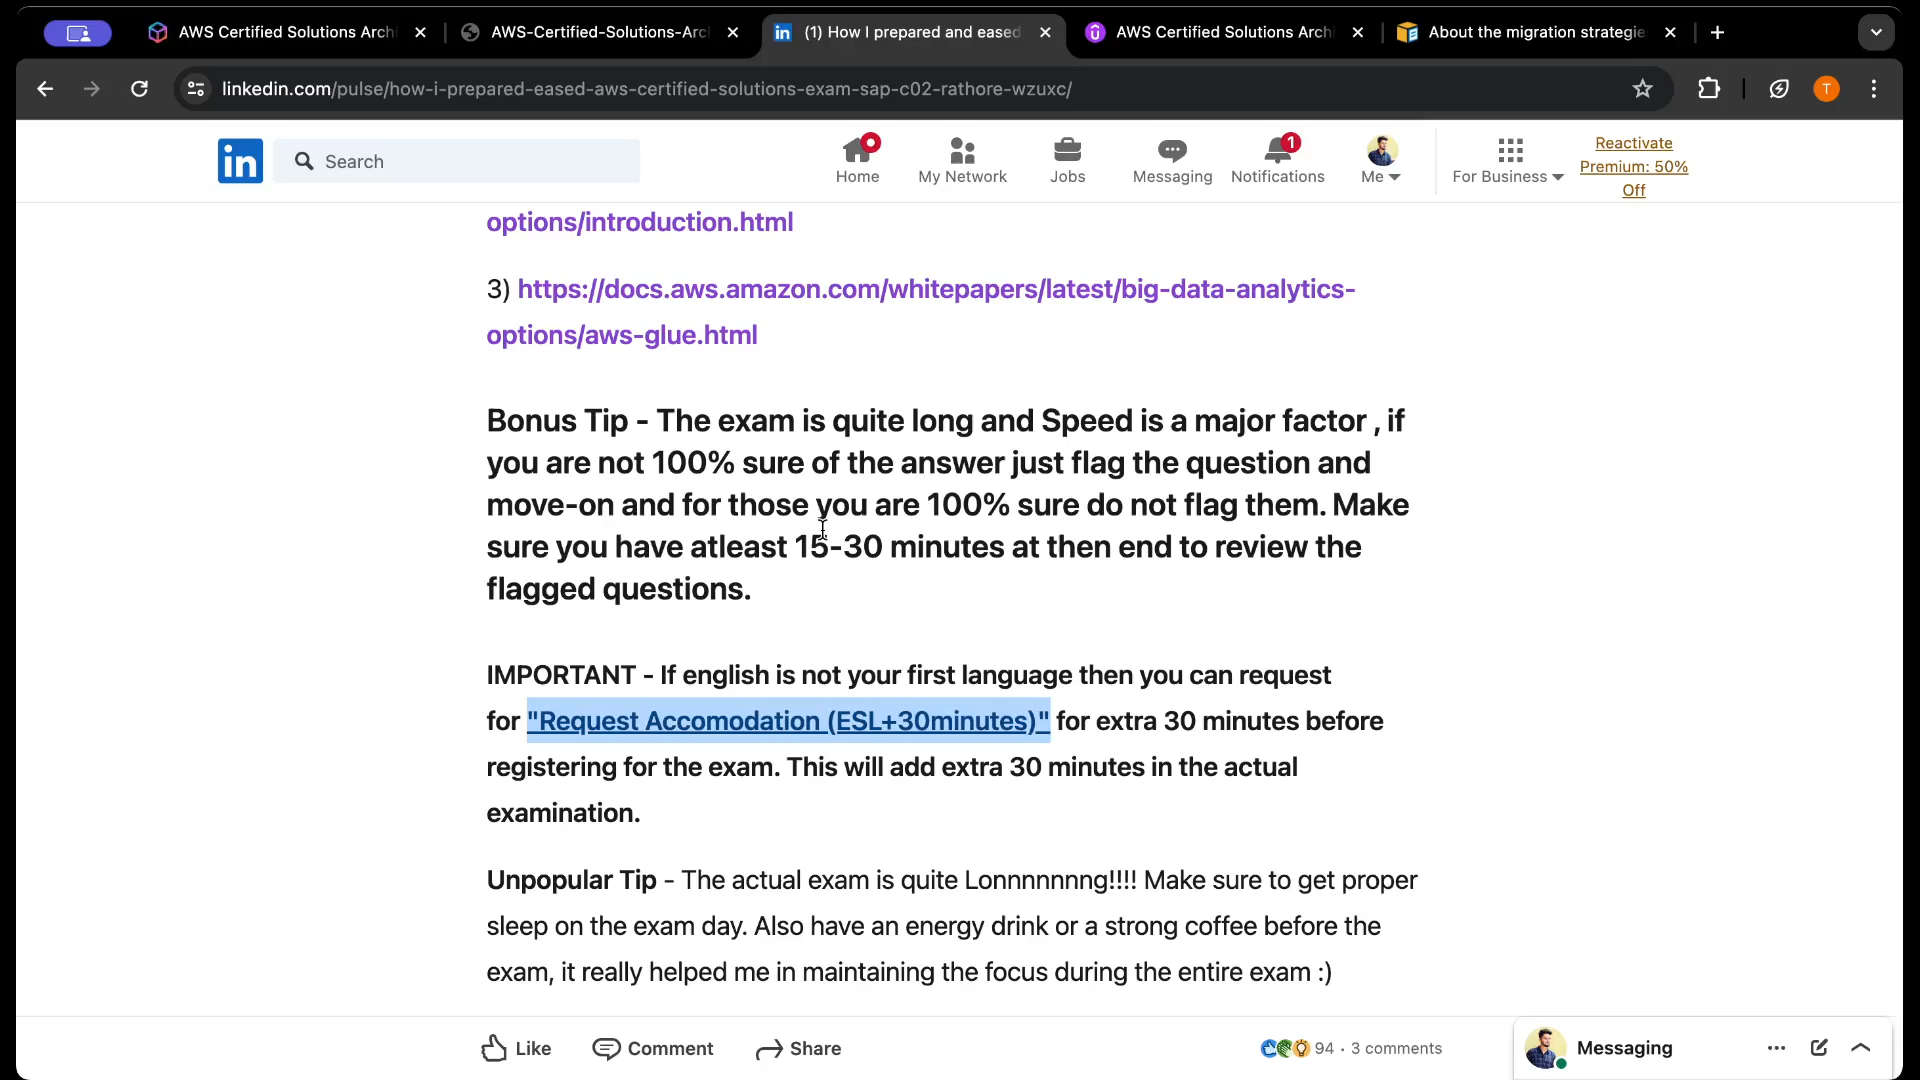 AWS Certified Solutions Archi
AWS-Certified-Solutions-Arcl
(1) How I prepared and eased
AWS Certified Solutions Archi
About the migration strategie
linkedin.com/pulse/how-i-prepared-eased-aws-certified-solutions-exam-sap-c02-rathore-wzuxc/
T
in
Search
Home
My Network
Jobs
Messaging
1
Notifications
Me
For Business
Reactivate
Premium: 50%
Off
options/introduction.html
3) https://docs.aws.amazon.com/whitepapers/latest/big-data-analytics-
options/aws-glue.html
Bonus Tip - The exam is quite long and Speed is a major factor , if
you are not 100% sure of the answer just flag the question and
move-on and for those you are 100% sure do not flag them. Make
sure you have atleast 15-30 minutes at then end to review the
flagged questions.
IMPORTANT - If english is not your first language then you can request
for "Request Accomodation (ESL+30minutes)" for extra 30 minutes before
registering for the exam. This will add extra 30 minutes in the actual
examination.
Unpopular Tip - The actual exam is quite Lonnnnnnng!!!! Make sure to get proper
sleep on the exam day. Also have an energy drink or a strong coffee before the
exam, it really helped me in maintaining the focus during the entire exam :)
Like
Comment
Share
94 · 3 comments
Messaging